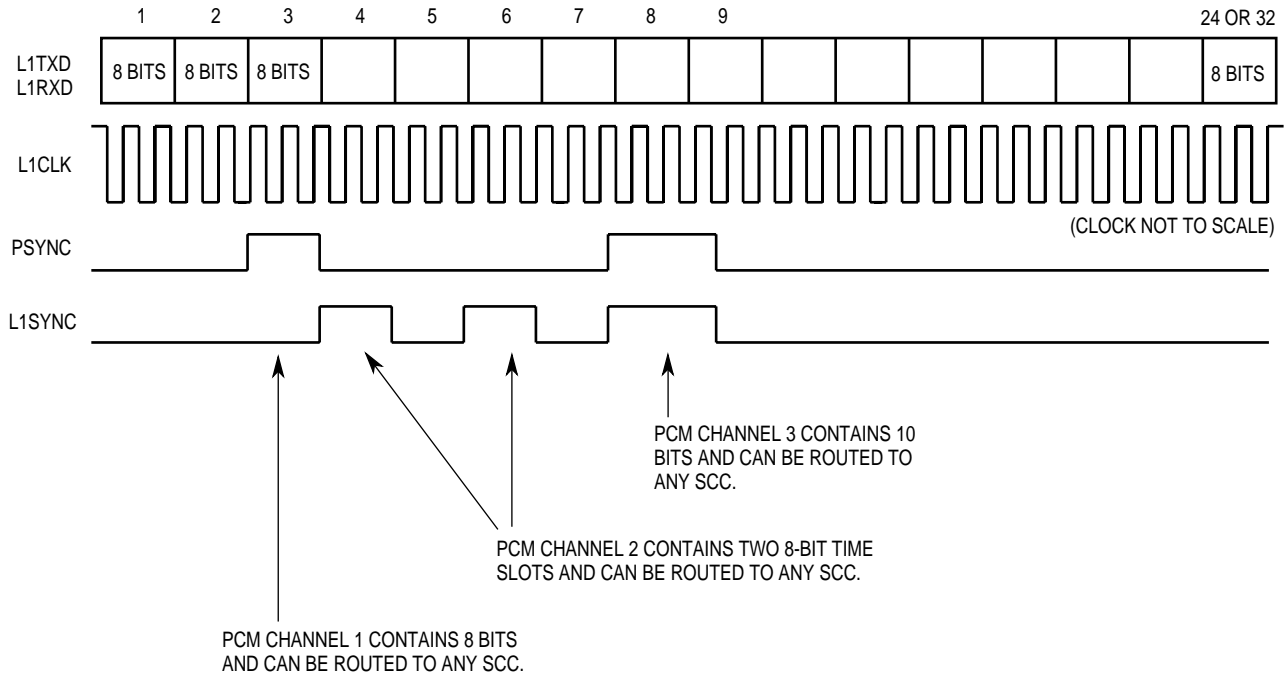 1 2 3 4 5 6 7 8 9 24 OR 32
L1TXD
L1RXD
8 BITS 8 BITS 8 BITS 8 BITS
L1CLK
(CLOCK NOT TO SCALE)
PSYNC
L1SYNC
PCM CHANNEL 3 CONTAINS 10
BITS AND CAN BE ROUTED TO
ANY SCC.
PCM CHANNEL 2 CONTAINS TWO 8-BIT TIME
SLOTS AND CAN BE ROUTED TO ANY SCC.
PCM CHANNEL 1 CONTAINS 8 BITS
AND CAN BE ROUTED TO ANY SCC.